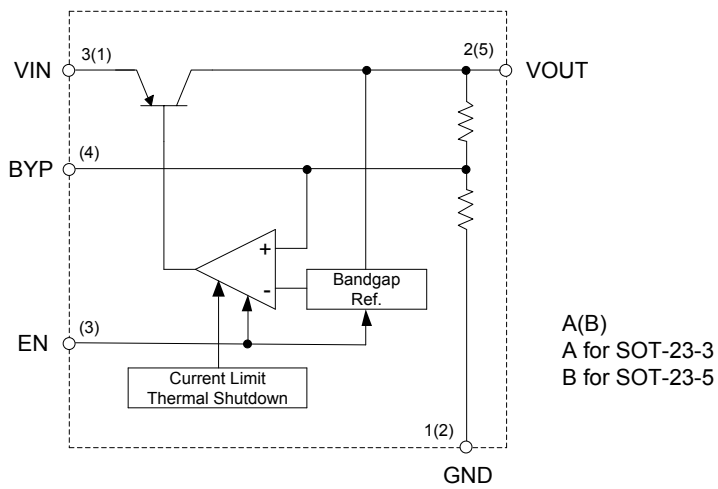 3(1)
2(5)
VIN
VOUT
(4)
BYP
+
-
Bandgap
Ref.
(3)
EN
Current Limit
Thermal Shutdown
A(B)
A for SOT-23-3
B for SOT-23-5
1(2)
GND